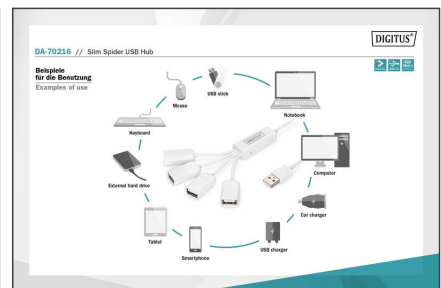 DIGITUS®
DA-70216 // Slim Spider USB Hub
Beispiele
für die Benutzung
Examples of use
USB stick
Mouse
Notebook
Keyboard
DIGITUS
Computer
External hard drive
Car charger
Tablet
Smartphone
USB charger